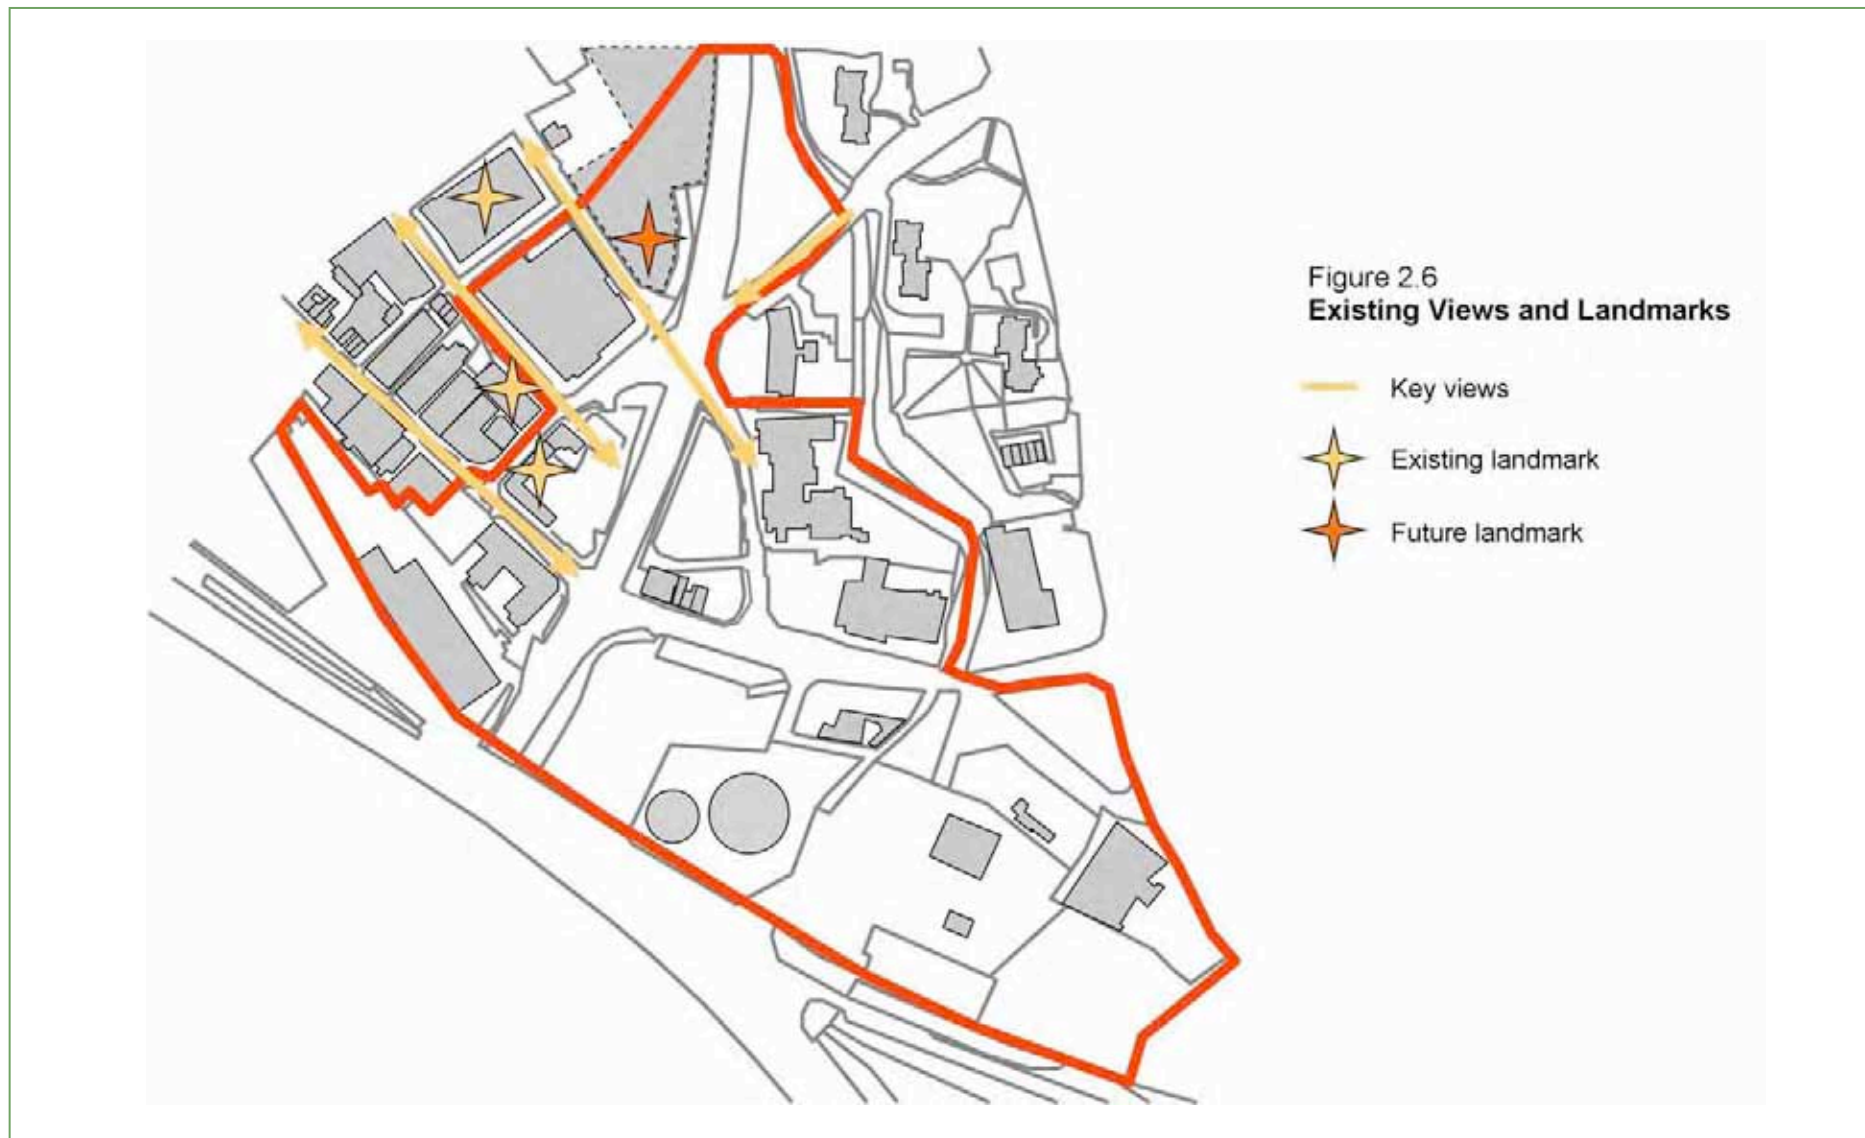 Figure 2.6
Existing Views and Landmarks
Key views
Existing landmark
Future landmark